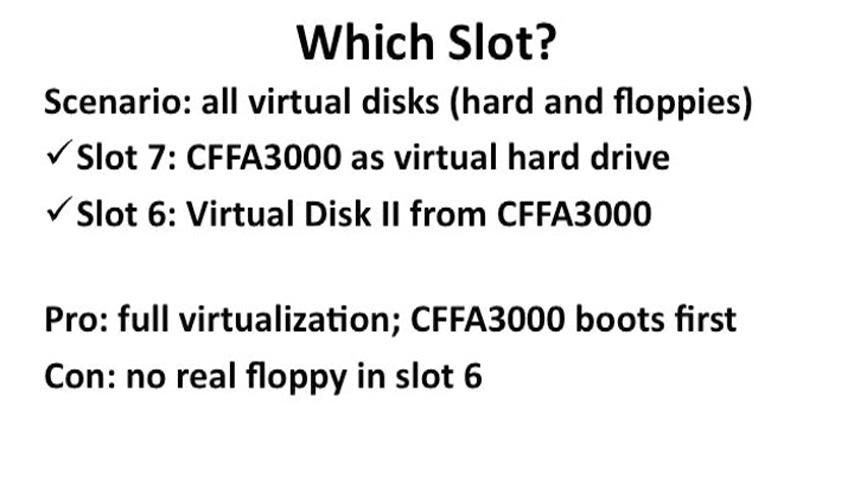 Which Slot?
Scenario: all virtual disks (hard and floppies)
✓ Slot 7: CFFA3000 as virtual hard drive
✓ Slot 6: Virtual Disk II from CFFA3000
Pro: full virtualization; CFFA3000 boots first
Con: no real floppy in slot 6